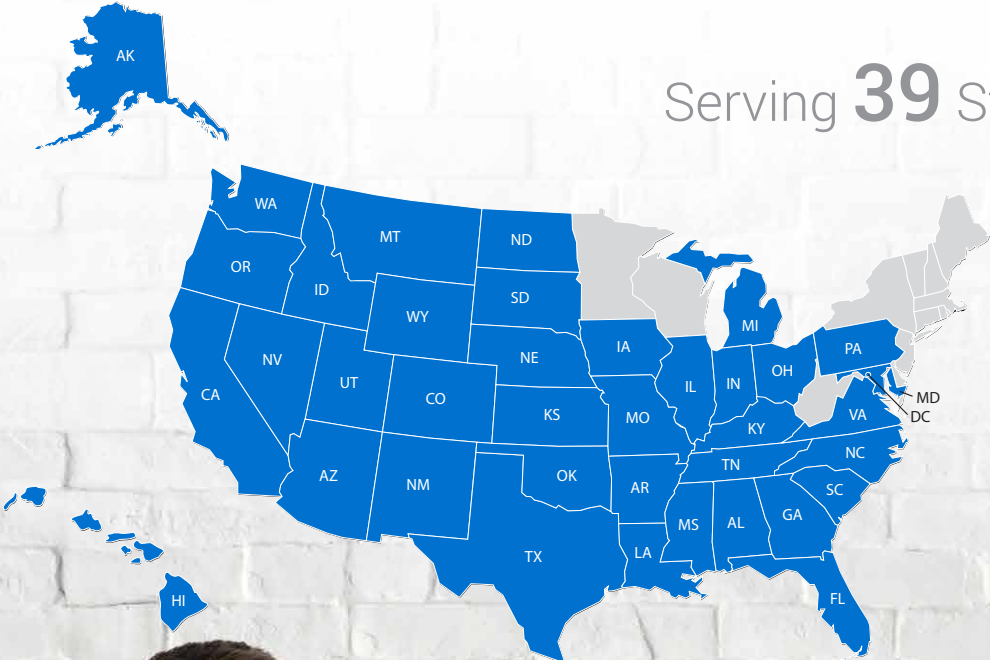 AK
Serving 39 S
WA
MT
ND
OR
ID
SD
WY
MI
NE
IA
PA
NV
UT
CO
IL
IN
OH
CA
KS
MO
KY
VA
MD
DC
AZ
NM
OK
AR
TN
NC
SC
MS
AL
GA
TX
LA
HI
FL